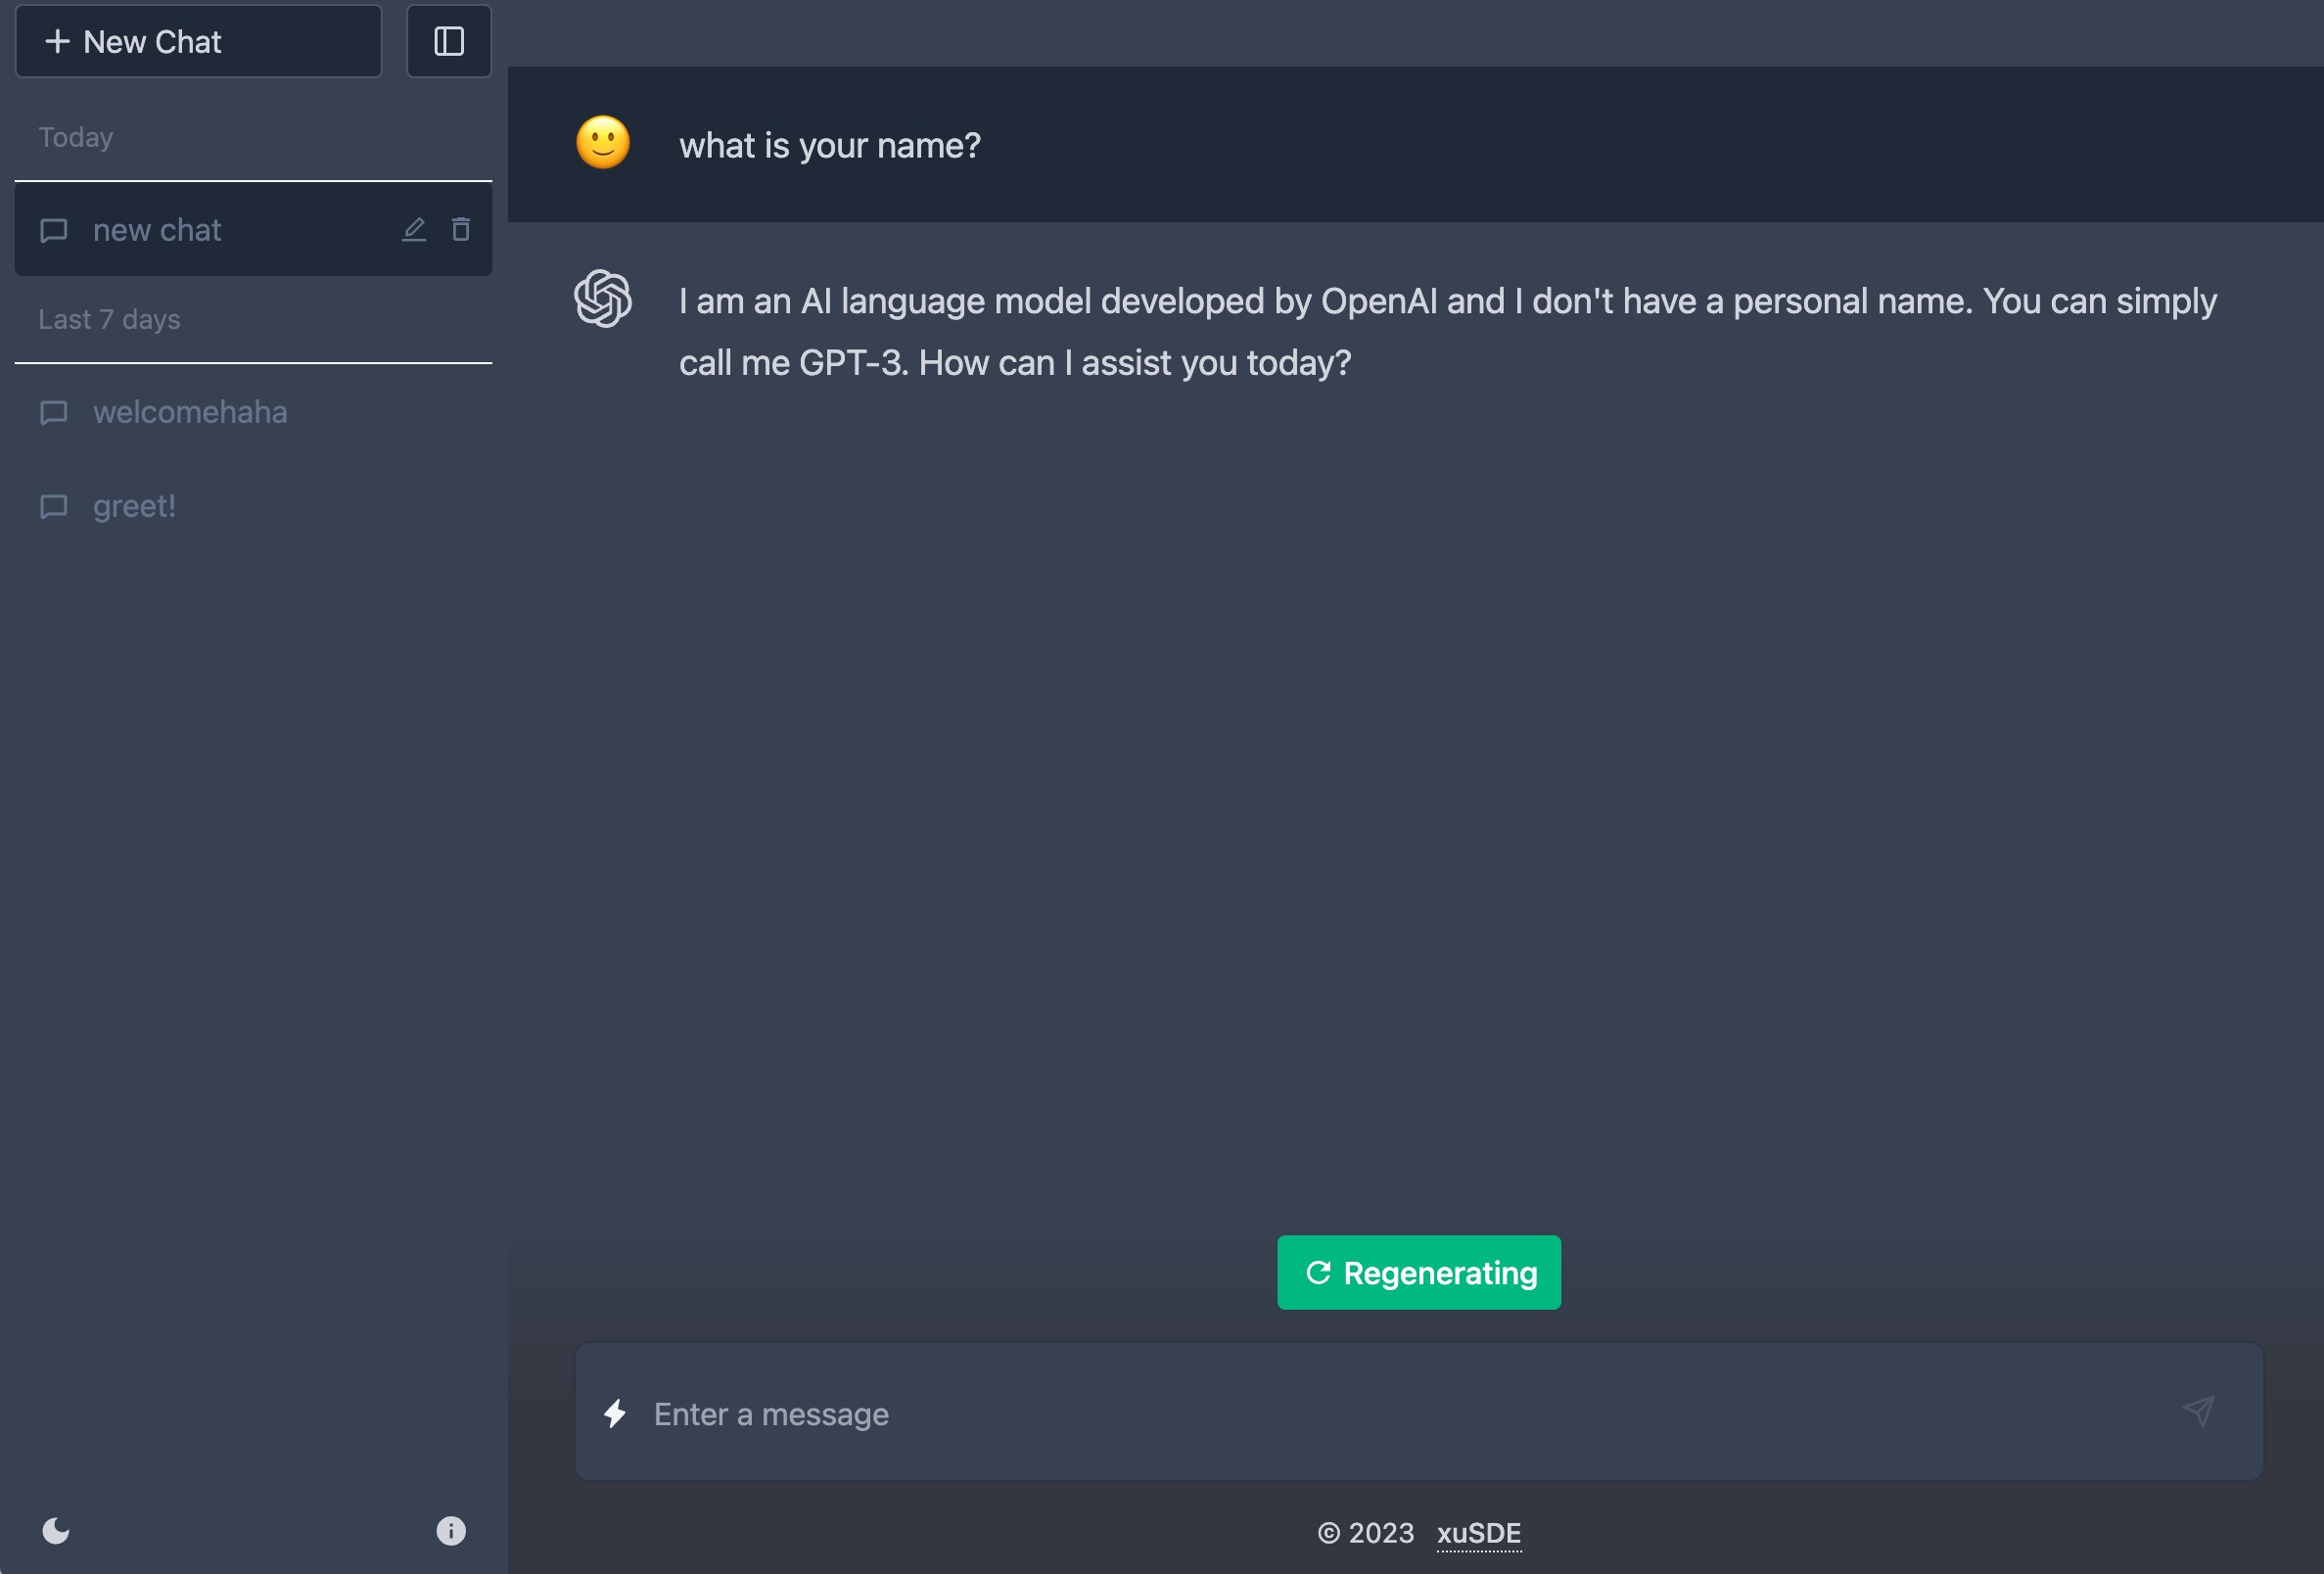 New Chat
Today
new chat
Last 7 days
welcomehaha
greet!
what is your name?
I am an AI language model developed by OpenAI and I don't have a personal name. You can simply
call me GPT-3. How can I assist you today?
Regenerating
Enter a message
© 2023 xuSDE